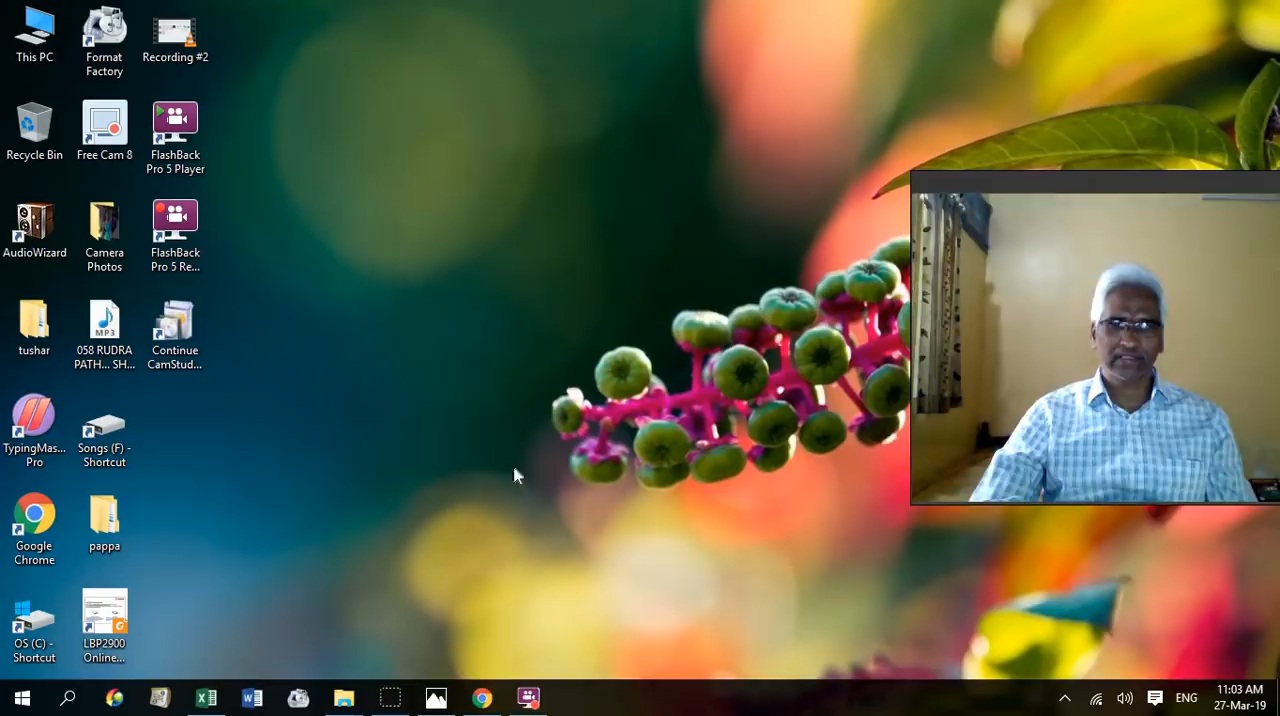 This PC
Format
Factory
Recording #2
Recycle Bin
Free Cam 8
FlashBack
Pro 5 Player
AudioWizard
Camera
Photos
FlashBack
Pro 5 Re...
tushar
MP3
058 RUDRA
PATH... SH...
Continue
CamStud...
TypingMas...
Pro
Songs (F) -
Shortcut
Google
Chrome
pappa
OS (C) -
Shortcut
LBP2900
Online...
ENG
11:03 AM
27-Mar-19